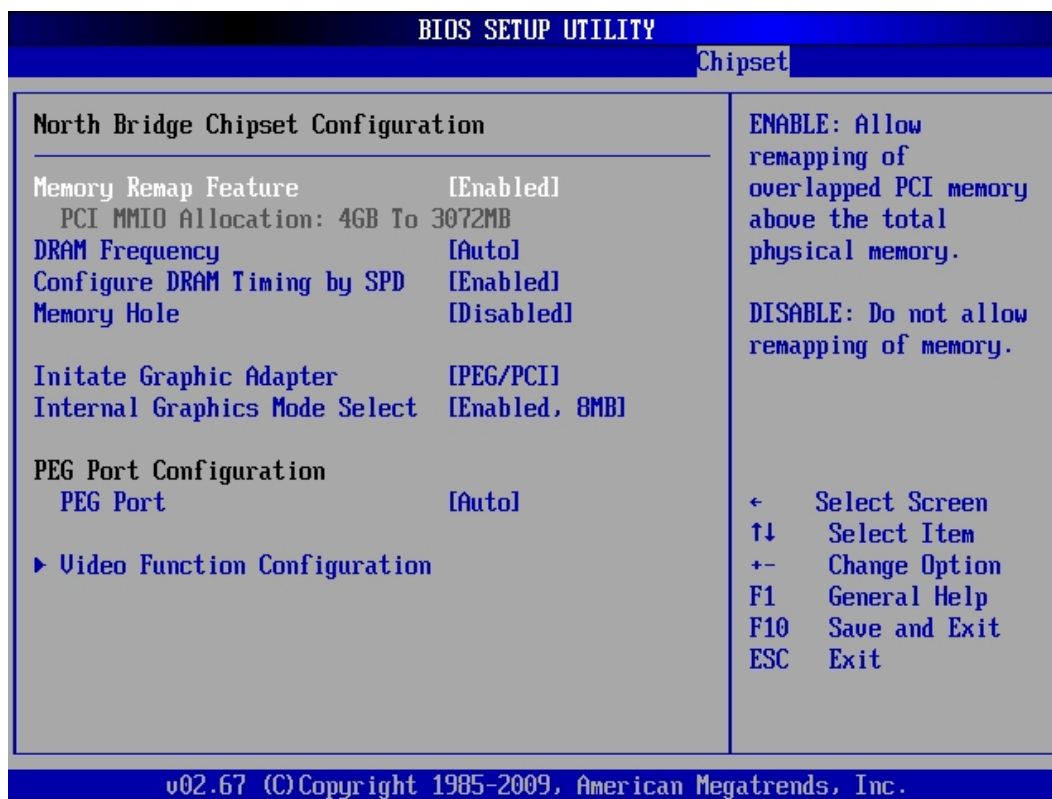 BIOS SETUP UTILITY
Chipset
North Bridge Chipset Configuration
Memory Remap Feature [Enabled]
PCI MMIO Allocation: 4GB To 3072MB
DRAM Frequency [Auto]
Configure DRAM Timing by SPD [Enabled]
Memory Hole [Disabled]
Initate Graphic Adapter [PEG/PCI]
Internal Graphics Mode Select [Enabled, 8MB]
PEG Port Configuration
PEG Port [Auto]
▶ Video Function Configuration
ENABLE: Allow
remapping of
overlapped PCI memory
above the total
physical memory.
DISABLE: Do not allow
remapping of memory.
← Select Screen
↑↓ Select Item
+- Change Option
F1 General Help
F10 Save and Exit
ESC Exit
v02.67 (C)Copyright 1985-2009, American Megatrends, Inc.